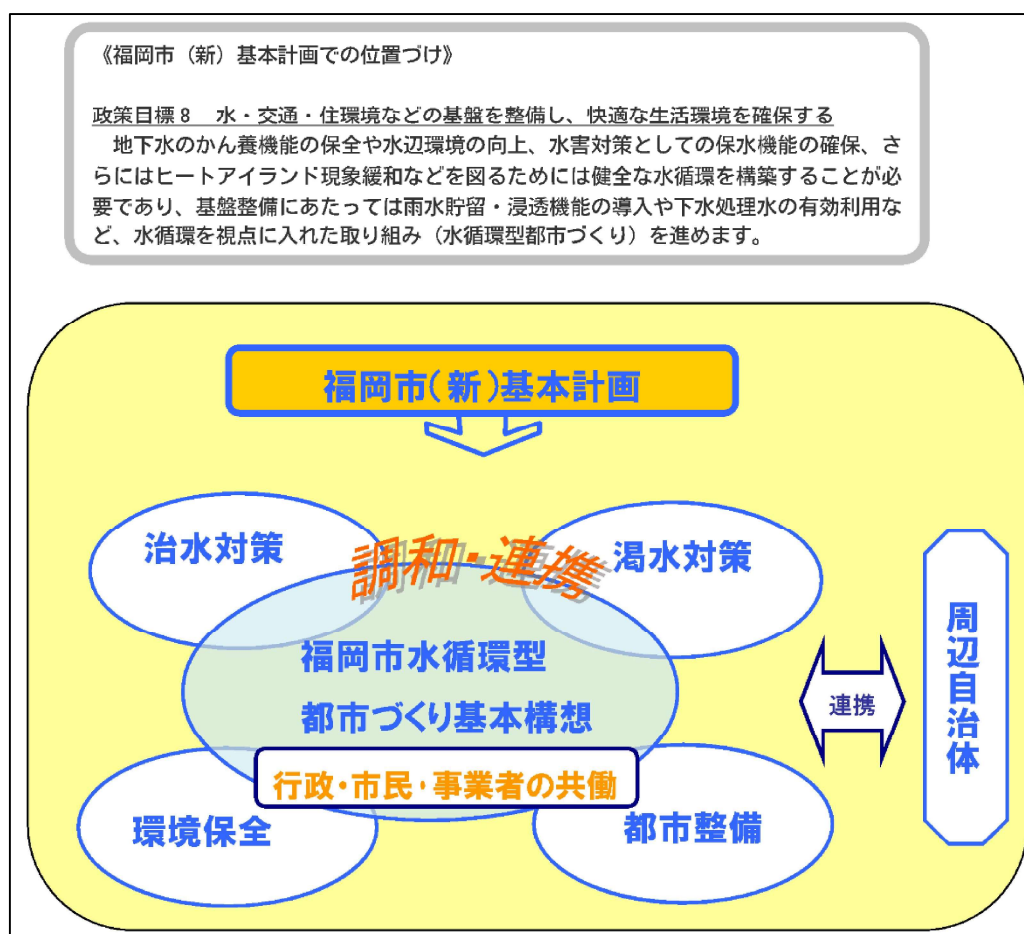 《福岡市（新）基本計画での位置づけ》
政策目標８　水・交通・住環境などの基盤を整備し、快適な生活環境を確保する
　地下水のかん養機能の保全や水辺環境の向上、水害対策としての保水機能の確保、さ
らにはヒートアイランド現象緩和などを図るためには健全な水循環を構築することが必
要であり、基盤整備にあたっては雨水貯留・浸透機能の導入や下水処理水の有効利用な
ど、水循環を視点に入れた取り組み（水循環型都市づくり）を進めます。
福岡市（新）基本計画
治水対策
調和・連携
渇水対策
福岡市水循環型
都市づくり基本構想
行政・市民・事業者の共働
環境保全
都市整備
連携
周辺自治体